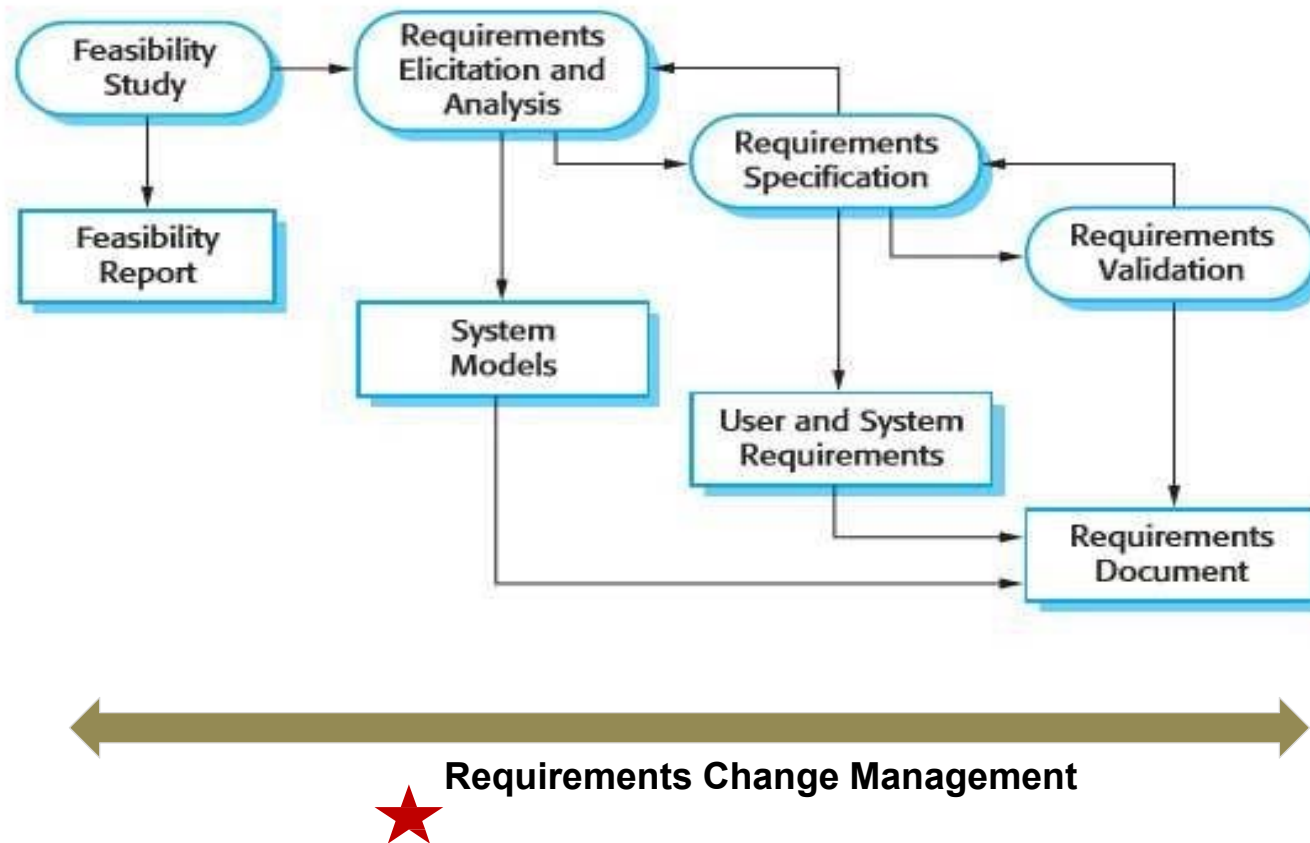 Feasibility
Study
Requirements
Elicitation and
Analysis
Requirements
Specification
Requirements
Validation
Feasibility
Report
System
Models
User and System
Requirements
Requirements
Document
Requirements Change Management